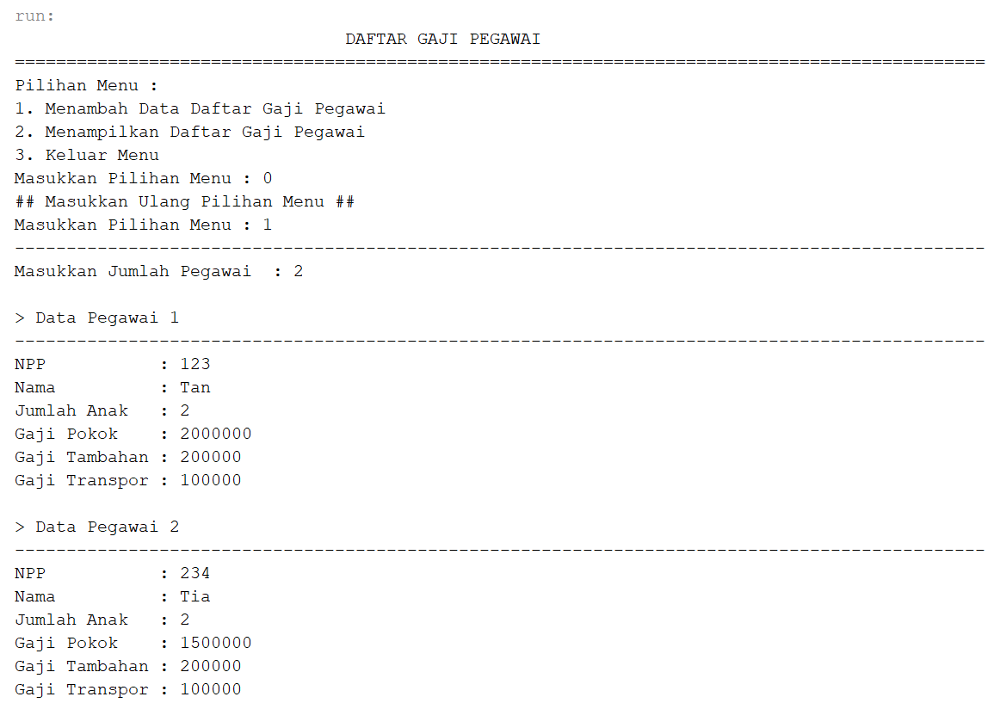 run:
DAFTAR GAJI PEGAWAI
==============================================================================================
Pilihan Menu :
1. Menambah Data Daftar Gaji Pegawai
2. Menampilkan Daftar Gaji Pegawai
3. Keluar Menu
Masukkan Pilihan Menu : 0
## Masukkan Ulang Pilihan Menu ##
Masukkan Pilihan Menu : 1
----------------------------------------------------------------------------------------------
Masukkan Jumlah Pegawai  : 2
> Data Pegawai 1
----------------------------------------------------------------------------------------------
NPP           : 123
Nama          : Tan
Jumlah Anak   : 2
Gaji Pokok    : 2000000
Gaji Tambahan : 200000
Gaji Transpor : 100000
> Data Pegawai 2
----------------------------------------------------------------------------------------------
NPP           : 234
Nama          : Tia
Jumlah Anak   : 2
Gaji Pokok    : 1500000
Gaji Tambahan : 200000
Gaji Transpor : 100000